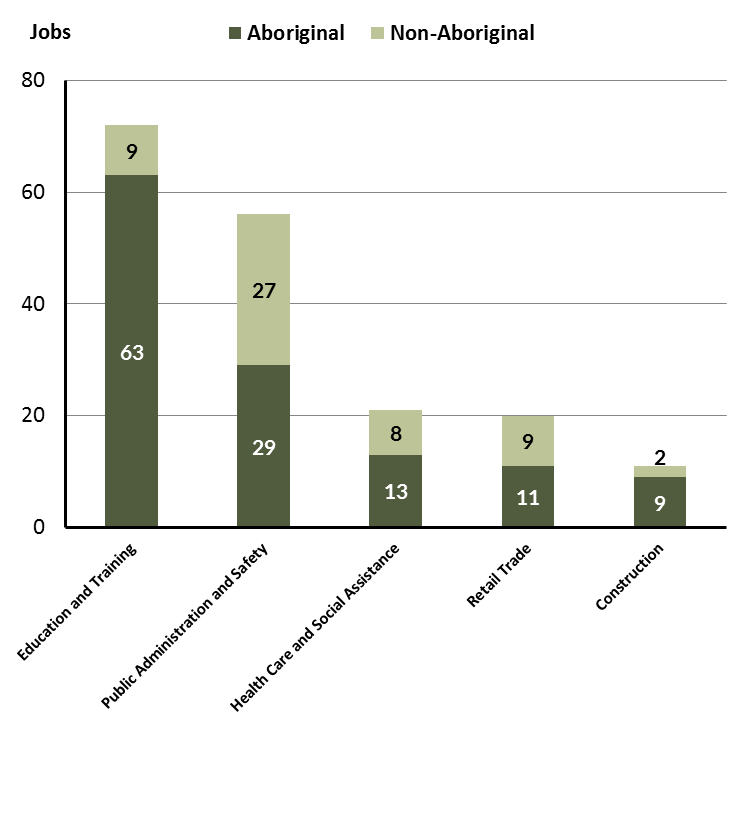 Jobs
Aboriginal Non-Aboriginal
80
60
40
20
0
9
63
27
29
8
13
9
11
2
9
Education and Training
Public Administration and Safety
Health Care and Social Assistance
Retail Trade
Construction